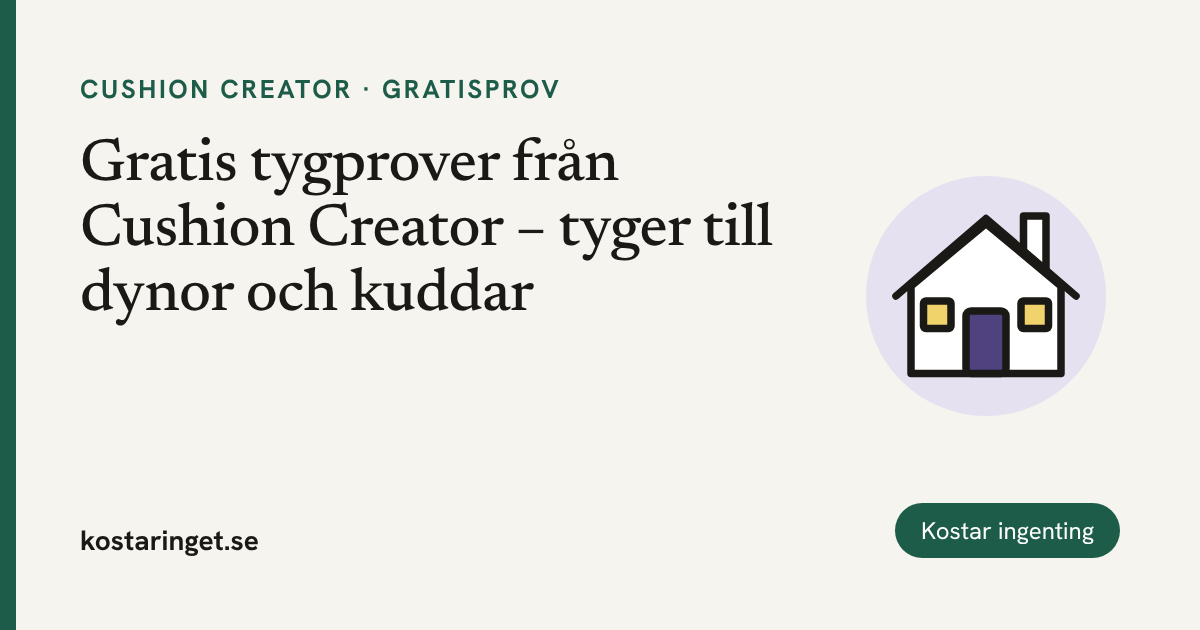 CUSHION CREATOR · GRATISPROV
Gratis tygprover från
Cushion Creator – tyger till
dynor och kuddar
kostaringet.se
Kostar ingenting